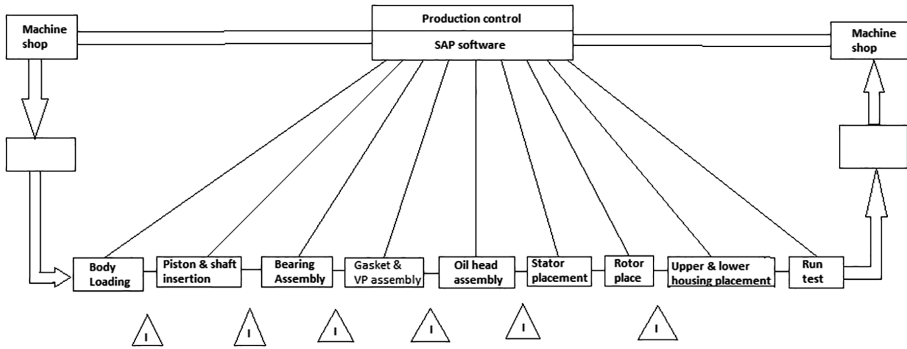 Machine
shop
Production control
SAP software
Machine
shop
Body
Loading
Piston & shaft
insertion
Bearing
Assembly
Gasket &
VP assembly
Oil head
assembly
Stator
placement
Rotor
place
Upper & lower
housing placement
Run
test
I
I
I
I
I
I